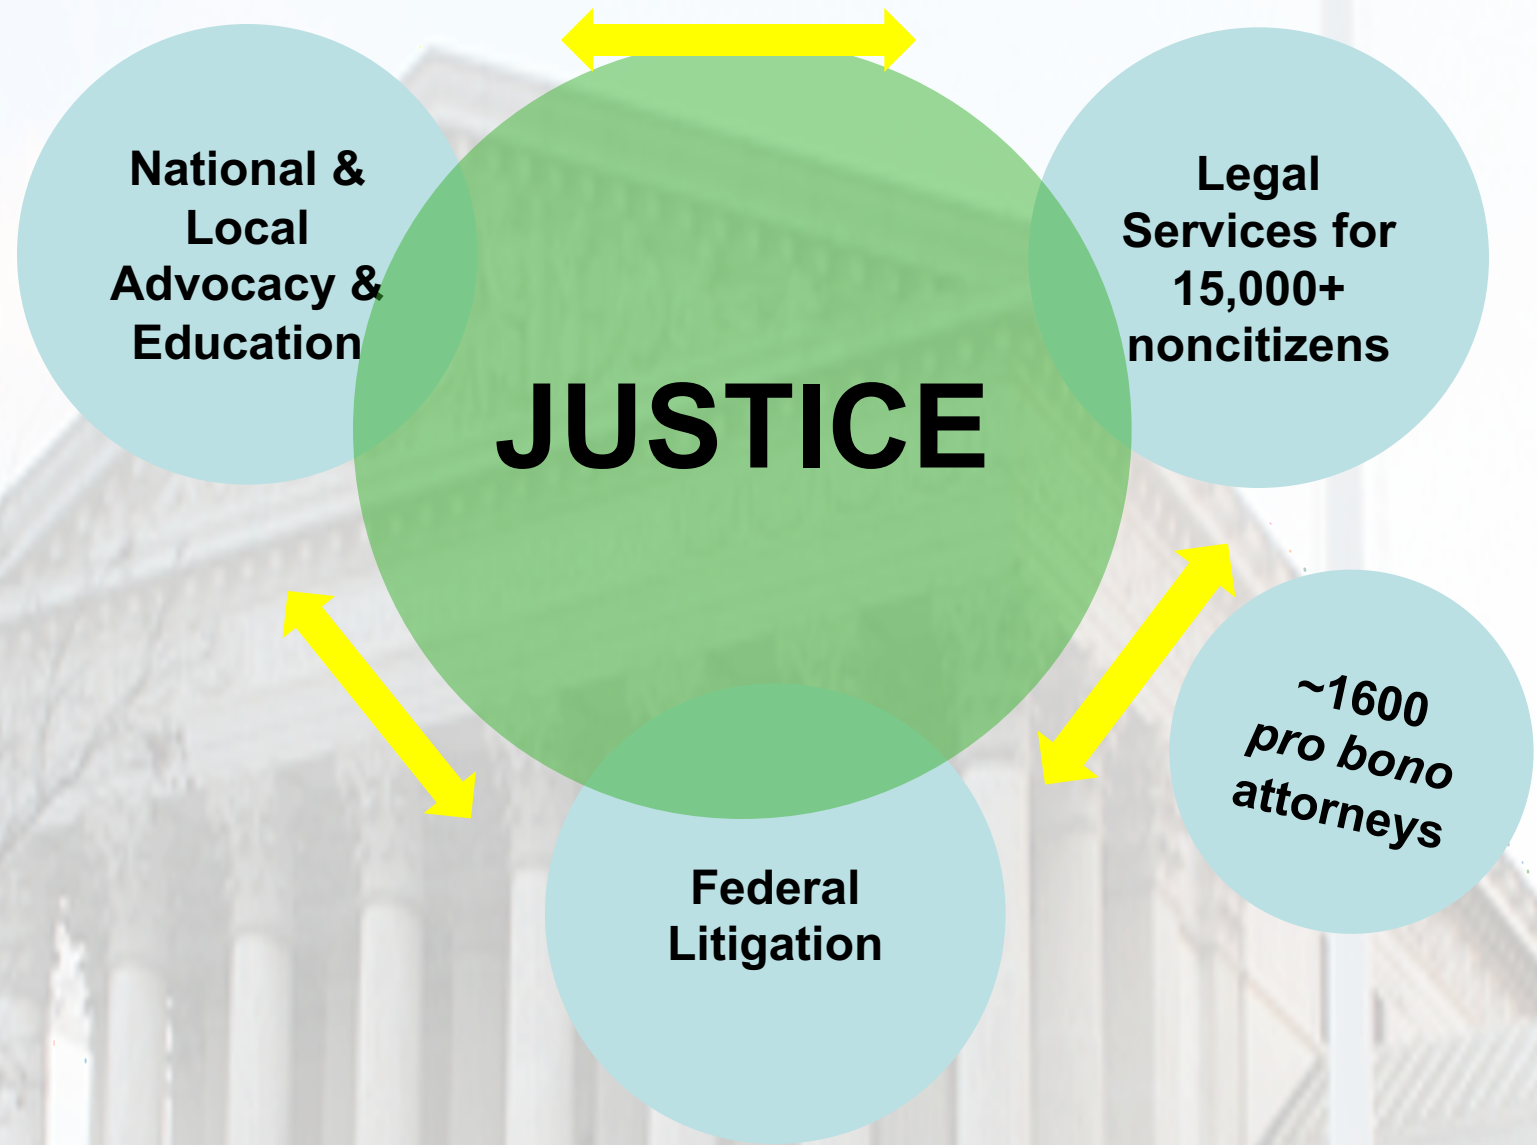 National &
Local
Advocacy &
Education
Legal
Services for
15,000+
noncitizens
JUSTICE
~1600
pro bono
attorneys
Federal
Litigation